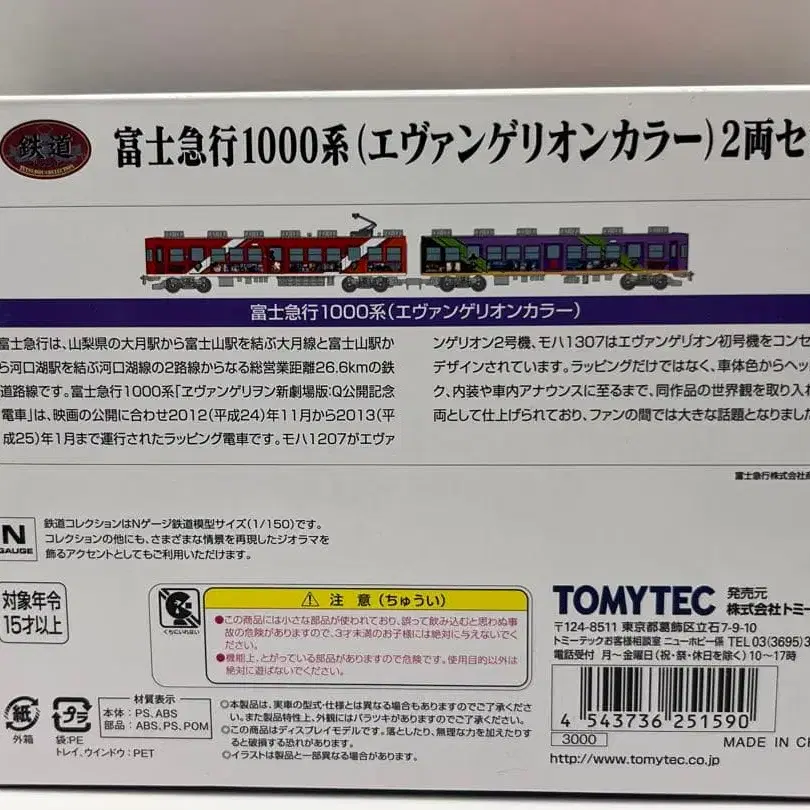 鉄道
TETSUDOU COLLECTION
富士急行1000系(エヴァンゲリオンカラー)2両セ
富士急行1000系(エヴァンゲリオンカラー)
富士急行は、山梨県の大月駅から富士山駅を結ぶ大月線と富士山駅か
ら河口湖駅を結ぶ河口湖線の2路線からなる総営業距離26.6kmの鉄
道路線です。富士急行1000系「ヱヴァンゲリヲン新劇場版:Q公開記念
電車」は、映画の公開に合わせ2012(平成24)年11月から2013(平
成25)年1月まで運行されたラッピング電車です。モハ1207がエヴァ
ンゲリオン2号機、モハ1307はエヴァンゲリオン初号機をコンセ
デザインされています。ラッピングだけではなく、車体色からヘッ
ク、内装や車内アナウンスに至るまで、同作品の世界観を取り入れ
両として仕上げられており、ファンの間では大きな話題となりました
富士急行株式会社
N
GAUGE
鉄道コレクションはNゲージ鉄道模型サイズ(1/150)です。
コレクションの他にも、さまざまな情景を再現したジオラマを
飾るアクセントとしてもご利用いただけます。
対象年令
15才以上
くちにいれない
注意(ちゅうい)
●この商品には小さな部品が使われており、誤って飲み込むと思わぬ事
故の危険がありますので、3才未満のお子様には絶対に与えないでく
ださい。
●機能上、とがっている部品がありますので危険です。使用目的以外は
絶対に遊ばないでください。
TOMYTEC
発売元
株式会社トミー
〒124-8511 東京都葛飾区立石7-9-10
トミーテックお客様相談室 ニューホビー係 TEL 03(3695)3
電話受付 月〜金曜日(祝・祭・休日を除く)10〜17時
紙
外箱
プラ
袋:PE
トレイ、ウインドウ:PET
材質表示
本体:PS、ABS
部品:ABS、PS、POM
◎本製品は、実車の型式・仕様とは異なる場合もありますのでご了承くださ
い。また製品特性上、外観にはバラツキがありますのでご了承ください。
◎本商品はディスプレイモデルです。落としたり、無理な力を加えたりす
ると破損する恐れがあります。
◎イラストは製品と一部異なる場合があります。
4 543736 251590
3000
MADE IN CH
http://www.tomytec.co.jp